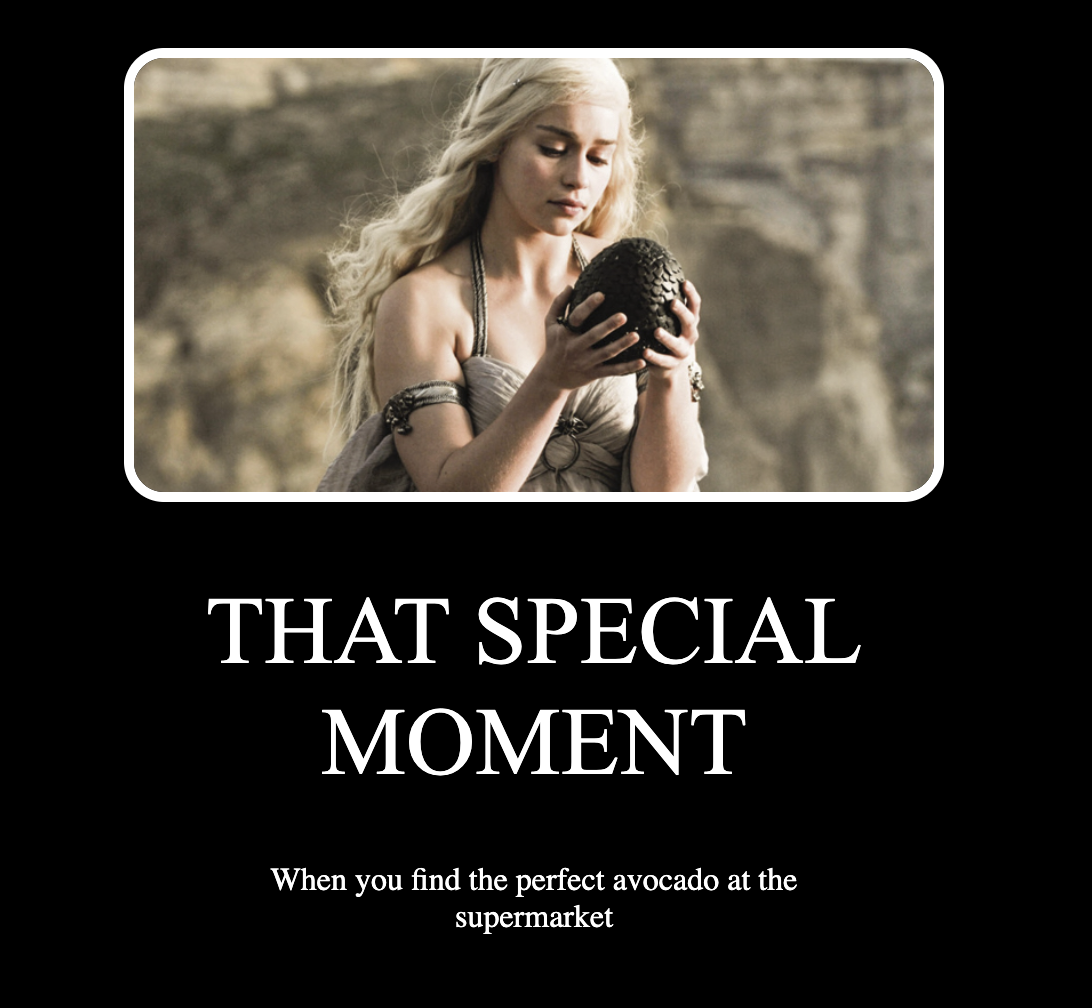 THAT SPECIAL
MOMENT
When you find the perfect avocado at the
supermarket